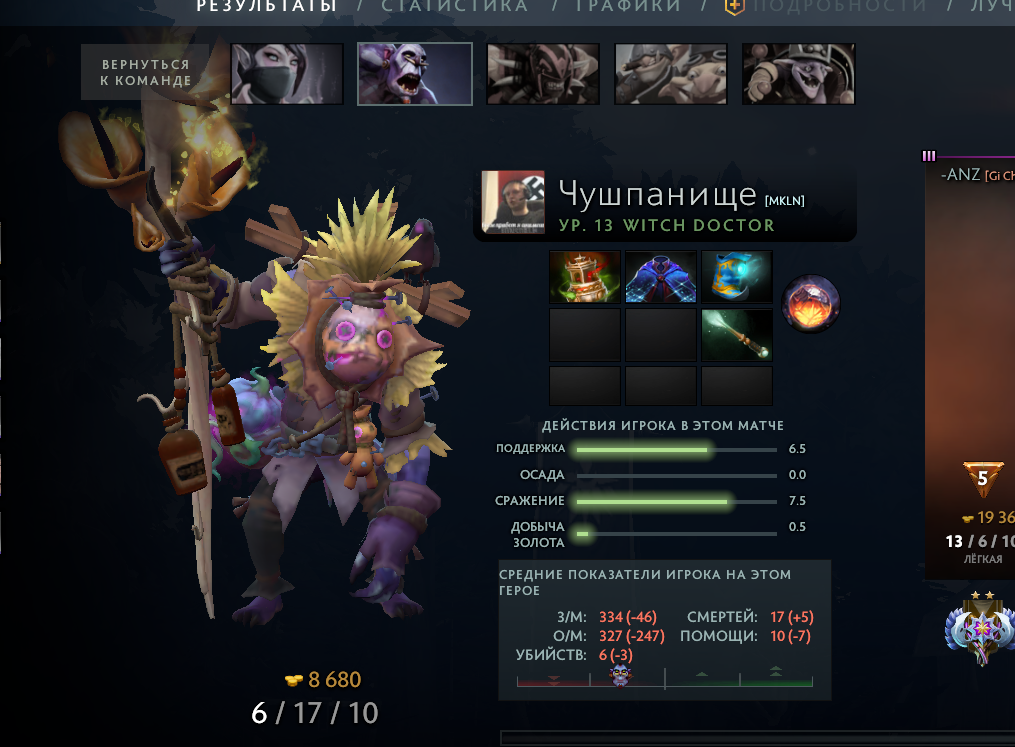 РЕЗУЛЬТАТЫ / СТАТИСТИКА / ГРАФИКИ / ПОДРОБНОСТИ / ЛУЧ
ВЕРНУТЬСЯ
К КОМАНДЕ
Чушпанище [MKLN]
УР. 13 WITCH DOCTOR
-ANZ [Gi Ch
ДЕЙСТВИЯ ИГРОКА В ЭТОМ МАТЧЕ
ПОДДЕРЖКА 6.5
ОСАДА 0.0
СРАЖЕНИЕ 7.5
ДОБЫЧА
ЗОЛОТА 0.5
5
19 36
13 / 6 / 10
ЛЁГКАЯ
СРЕДНИЕ ПОКАЗАТЕЛИ ИГРОКА НА ЭТОМ
ГЕРОЕ
З/М: 334 (-46) СМЕРТЕЙ: 17 (+5)
О/М: 327 (-247) ПОМОЩИ: 10 (-7)
УБИЙСТВ: 6 (-3)
8 680
6 / 17 / 10